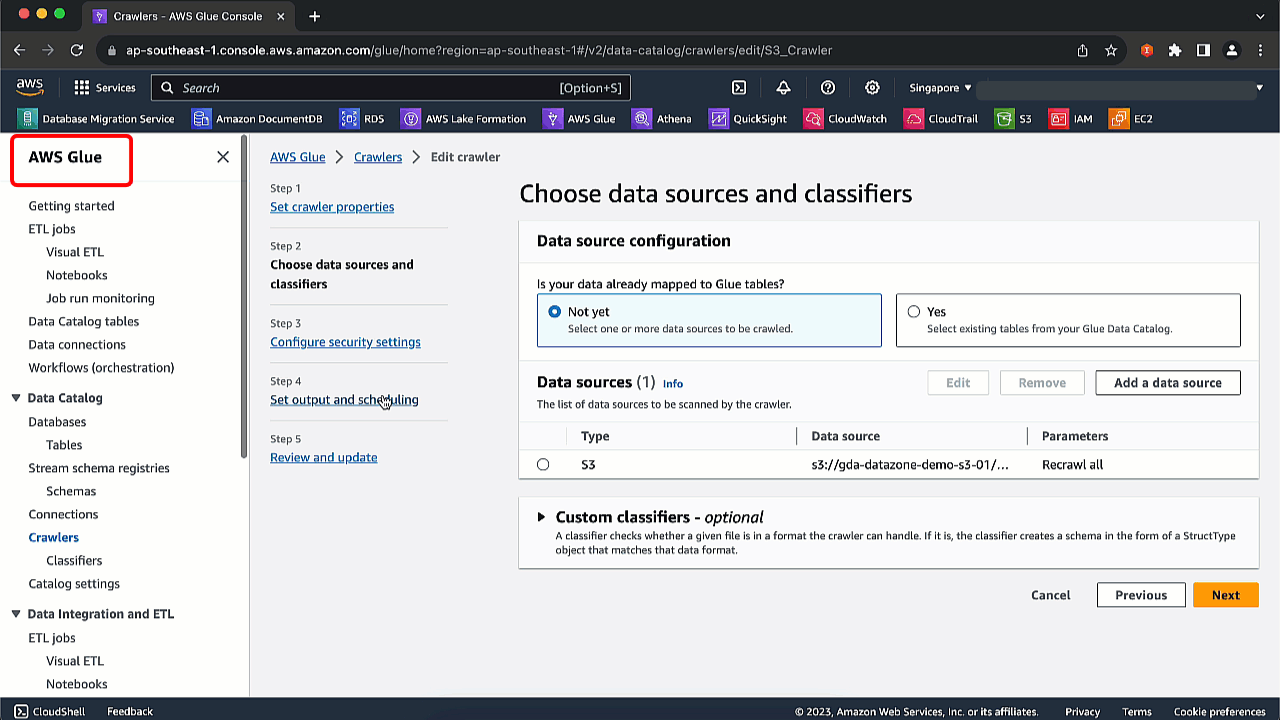 Crawlers - AWS Glue Console
ap-southeast-1.console.aws.amazon.com/glue/home?region=ap-southeast-1#/v2/data-catalog/crawlers/edit/S3_Crawler
aws
Services
Search
[Option+S]
Singapore
Database Migration Service
Amazon DocumentDB
RDS
AWS Lake Formation
AWS Glue
Athena
QuickSight
CloudWatch
CloudTrail
S3
IAM
EC2
AWS Glue
Getting started
ETL jobs
Visual ETL
Notebooks
Job run monitoring
Data Catalog tables
Data connections
Workflows (orchestration)
Data Catalog
Databases
Tables
Stream schema registries
Schemas
Connections
Crawlers
Classifiers
Catalog settings
Data Integration and ETL
ETL jobs
Visual ETL
Notebooks
AWS Glue
Crawlers
Edit crawler
Step 1
Set crawler properties
Step 2
Choose data sources and
classifiers
Step 3
Configure security settings
Step 4
Set output and scheduling
Step 5
Review and update
Choose data sources and classifiers
Data source configuration
Is your data already mapped to Glue tables?
Not yet
Select one or more data sources to be crawled.
Yes
Select existing tables from your Glue Data Catalog.
Data sources (1) Info
Edit
Remove
Add a data source
The list of data sources to be scanned by the crawler.
Type
Data source
Parameters
S3
s3://gda-datazone-demo-s3-01/...
Recrawl all
Custom classifiers - optional
A classifier checks whether a given file is in a format the crawler can handle. If it is, the classifier creates a schema in the form of a StructType
object that matches that data format.
Cancel
Previous
Next
CloudShell
Feedback
© 2023, Amazon Web Services, Inc. or its affiliates.
Privacy
Terms
Cookie preferences